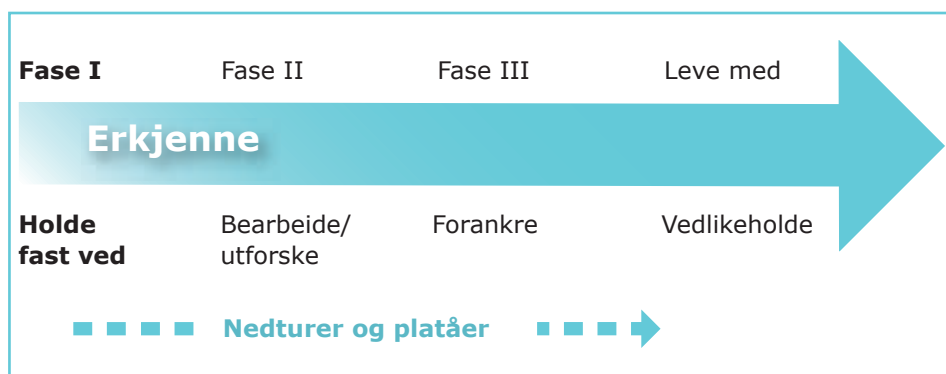 Fase I Fase II Fase III Leve med
Erkjenne
Holde Bearbeide/ Forankre Vedlikeholde
fast ved utforske
Nedturer og platåer